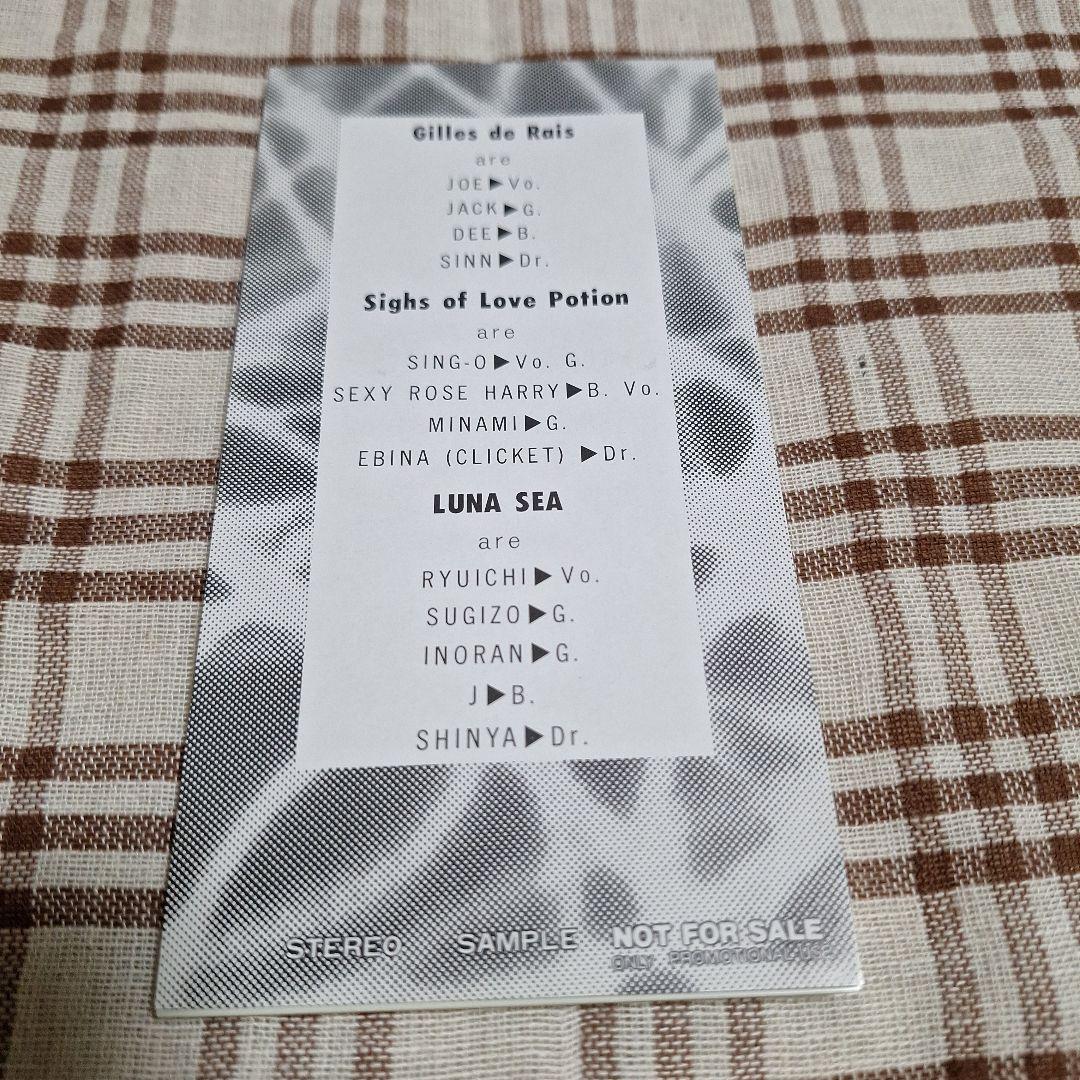 Gilles de Rais
are
JOE▶Vo.
JACK▶G.
DEE▶B.
SINN▶Dr.
Sighs of Love Potion
are
SING-O▶Vo. G.
SEXY ROSE HARRY▶B. Vo.
MINAMI▶G.
EBINA (CLICKET) ▶Dr.
LUNA SEA
are
RYUICHI▶Vo.
SUGIZO▶G.
INORAN▶G.
J▶B.
SHINYA▶Dr.
STEREO SAMPLE NOT FOR SALE
ONLY PROMOTIONAL